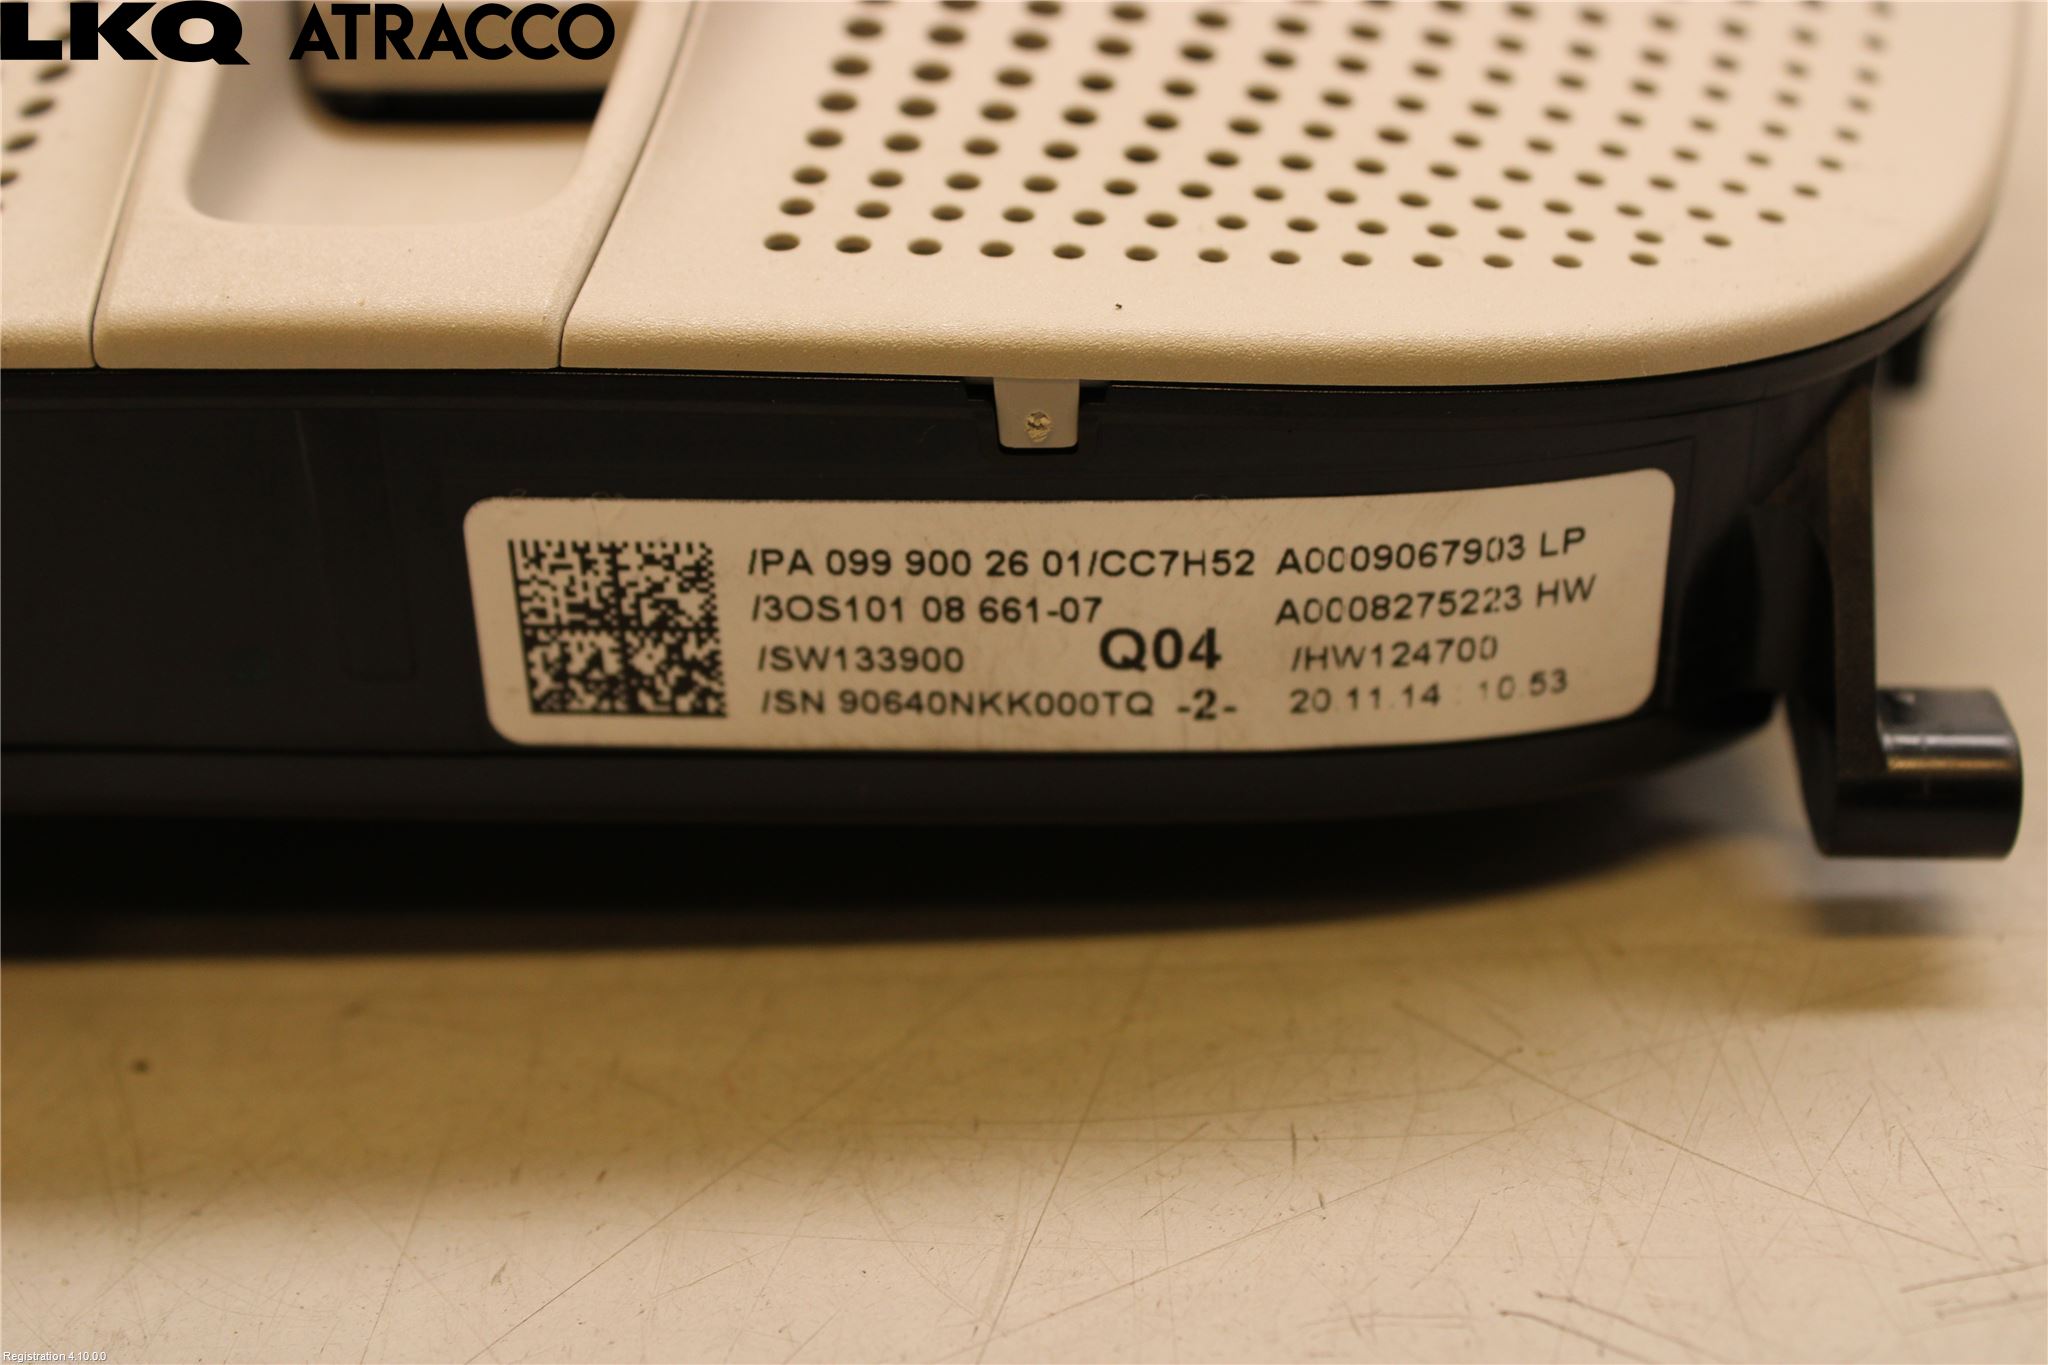 LKQ ATRACCO
/PA 099 900 26 01/CC7H52 A0009067903 LP
/3OS101 08 661-07 A0008275223 HW
/SW133900 Q04 /HW124700
/SN 90640NKK000TQ -2- 20.11.14 10.53
Registration 4.10.0.0